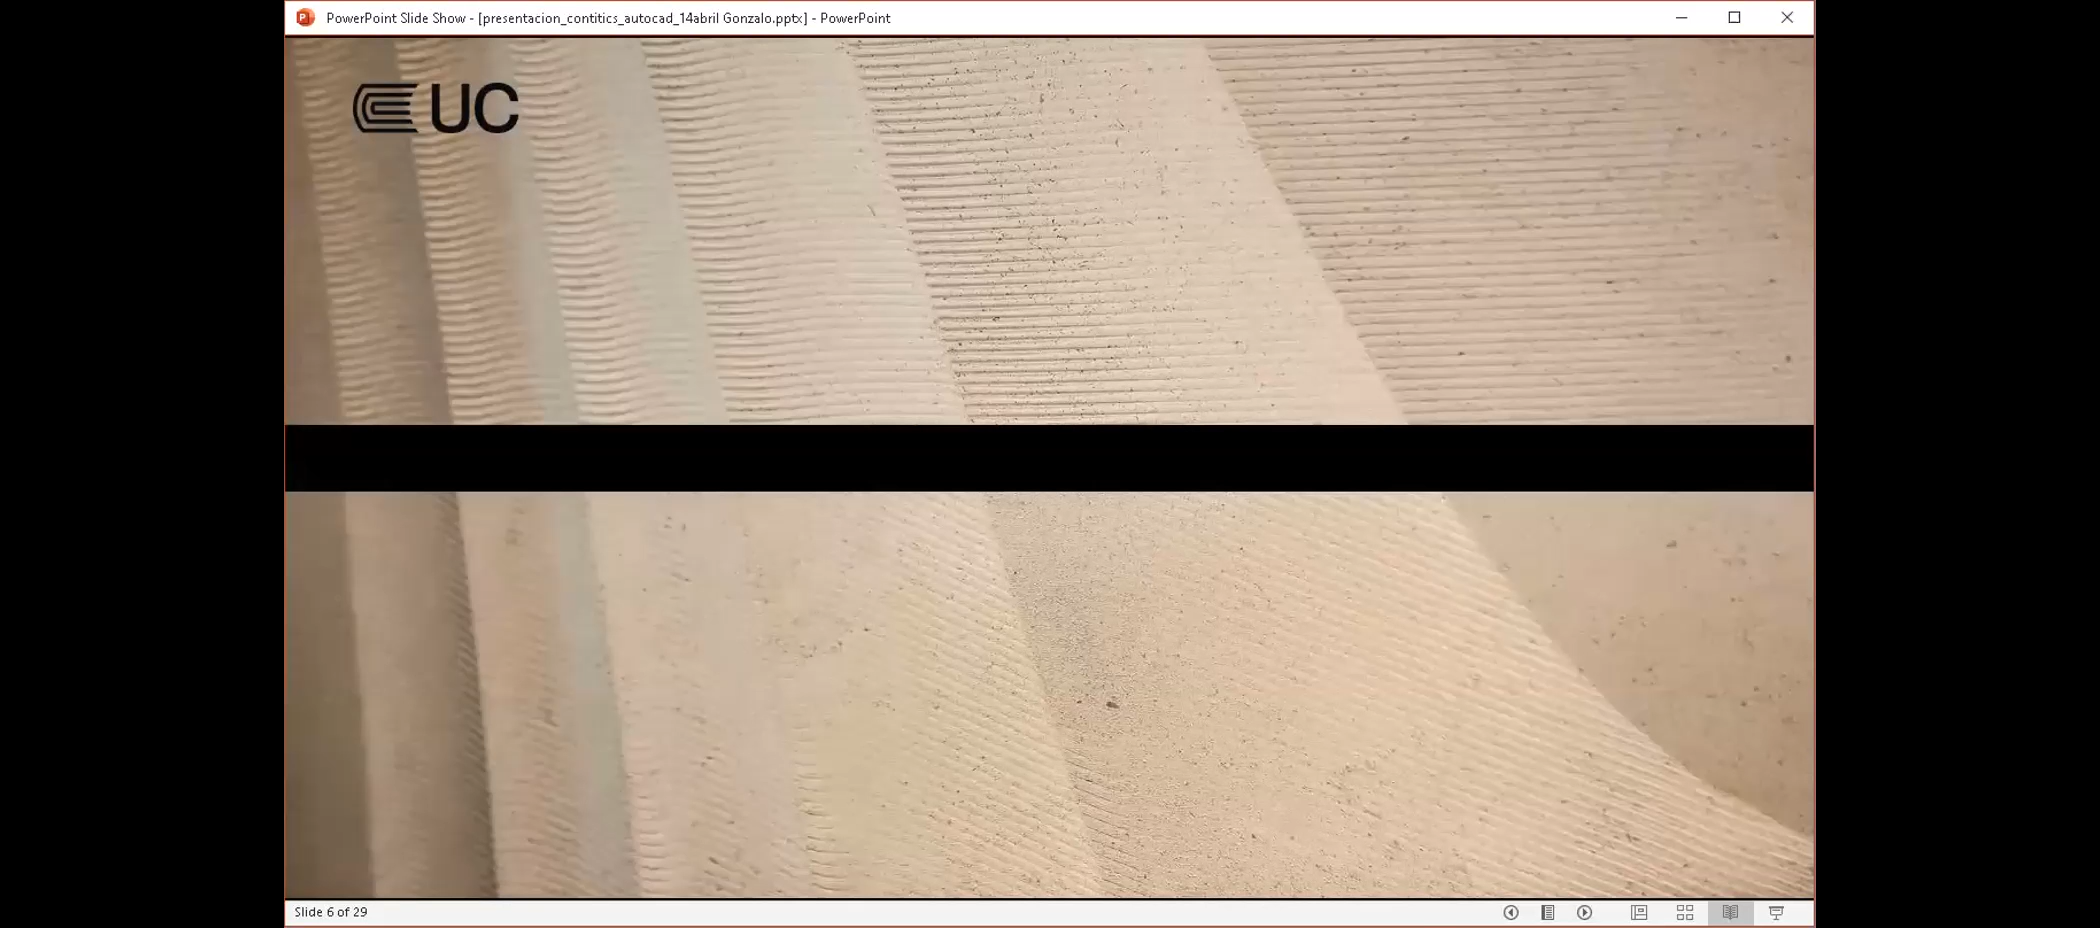 PowerPoint Slide Show - [presentacion_contitics_autocad_14abril Gonzalo.pptx] - PowerPoint
UC
Slide 6 of 29